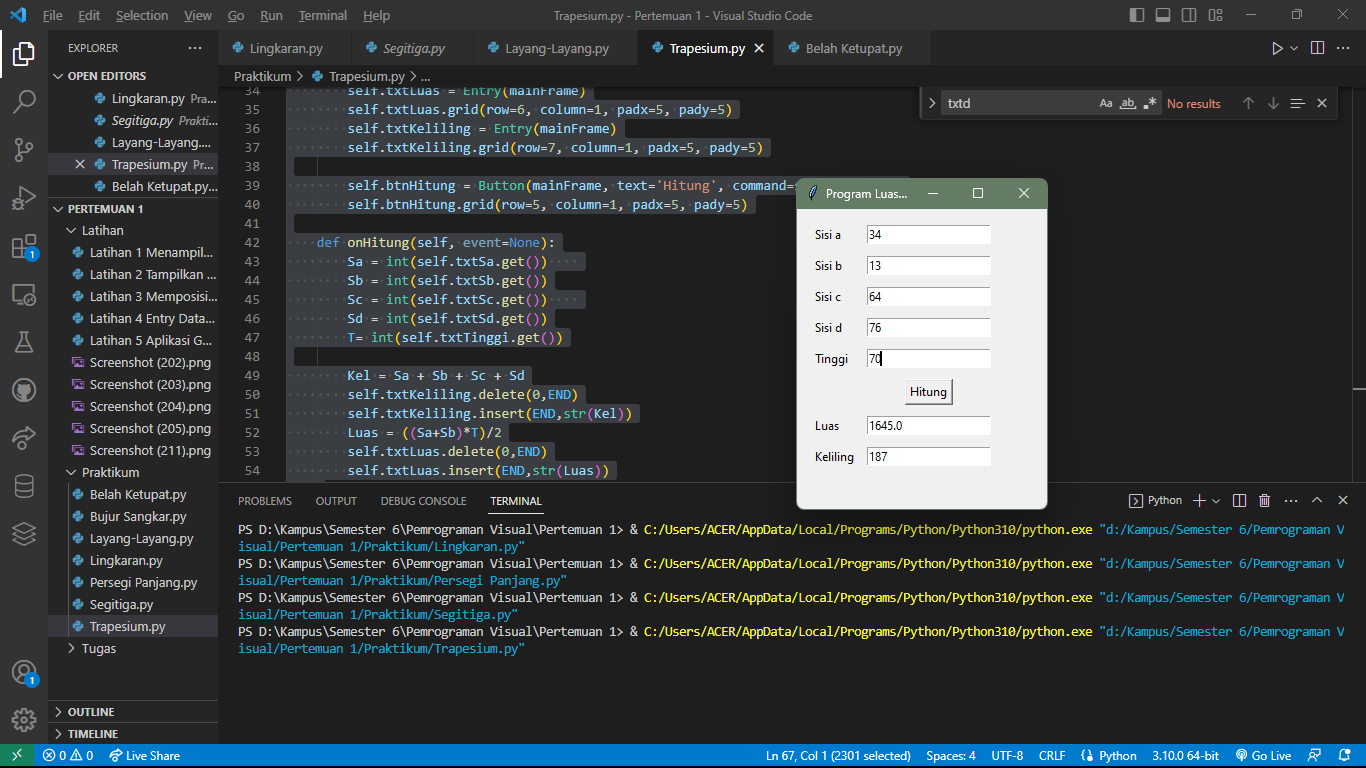 File Edit Selection View Go Run Terminal Help
Trapesium.py - Pertemuan 1 - Visual Studio Code
EXPLORER
OPEN EDITORS
Lingkaran.py Pra...
Segitiga.py Prakti...
Layang-Layang....
Trapesium.py Pr...
Belah Ketupat.py...
PERTEMUAN 1
Latihan
Latihan 1 Menampil...
Latihan 2 Tampilkan ...
Latihan 3 Memposisi...
Latihan 4 Entry Data...
Latihan 5 Aplikasi G...
Screenshot (202).png
Screenshot (203).png
Screenshot (204).png
Screenshot (205).png
Screenshot (211).png
Praktikum
Belah Ketupat.py
Bujur Sangkar.py
Layang-Layang.py
Lingkaran.py
Persegi Panjang.py
Segitiga.py
Trapesium.py
Tugas
OUTLINE
TIMELINE
1
1
Lingkaran.py Segitiga.py Layang-Layang.py Trapesium.py Belah Ketupat.py
Praktikum > Trapesium.py > ...
txtd Aa ab .* No results
34 self.txtLuas = Entry(mainFrame)
35 self.txtLuas.grid(row=6, column=1, padx=5, pady=5)
36 self.txtKeliling = Entry(mainFrame)
37 self.txtKeliling.grid(row=7, column=1, padx=5, pady=5)
38
39 self.btnHitung = Button(mainFrame, text='Hitung', command=
40 self.btnHitung.grid(row=5, column=1, padx=5, pady=5)
41
42 def onHitung(self, event=None):
43 Sa = int(self.txtSa.get())
44 Sb = int(self.txtSb.get())
45 Sc = int(self.txtSc.get())
46 Sd = int(self.txtSd.get())
47 T= int(self.txtTinggi.get())
48
49 Kel = Sa + Sb + Sc + Sd
50 self.txtKeliling.delete(0,END)
51 self.txtKeliling.insert(END,str(Kel))
52 Luas = ((Sa+Sb)*T)/2
53 self.txtLuas.delete(0,END)
54 self.txtLuas.insert(END,str(Luas))
Program Luas...
Sisi a 34
Sisi b 13
Sisi c 64
Sisi d 76
Tinggi 70
Hitung
Luas 1645.0
Keliling 187
PROBLEMS OUTPUT DEBUG CONSOLE TERMINAL
Python
PS D:\Kampus\Semester 6\Pemrograman Visual\Pertemuan 1> & C:/Users/ACER/AppData/Local/Programs/Python/Python310/python.exe "d:/Kampus/Semester 6/Pemrograman V
isual/Pertemuan 1/Praktikum/Lingkaran.py"
PS D:\Kampus\Semester 6\Pemrograman Visual\Pertemuan 1> & C:/Users/ACER/AppData/Local/Programs/Python/Python310/python.exe "d:/Kampus/Semester 6/Pemrograman V
isual/Pertemuan 1/Praktikum/Persegi Panjang.py"
PS D:\Kampus\Semester 6\Pemrograman Visual\Pertemuan 1> & C:/Users/ACER/AppData/Local/Programs/Python/Python310/python.exe "d:/Kampus/Semester 6/Pemrograman V
isual/Pertemuan 1/Praktikum/Segitiga.py"
PS D:\Kampus\Semester 6\Pemrograman Visual\Pertemuan 1> & C:/Users/ACER/AppData/Local/Programs/Python/Python310/python.exe "d:/Kampus/Semester 6/Pemrograman V
isual/Pertemuan 1/Praktikum/Trapesium.py"
0 0 Live Share
Ln 67, Col 1 (2301 selected) Spaces: 4 UTF-8 CRLF Python 3.10.0 64-bit Go Live